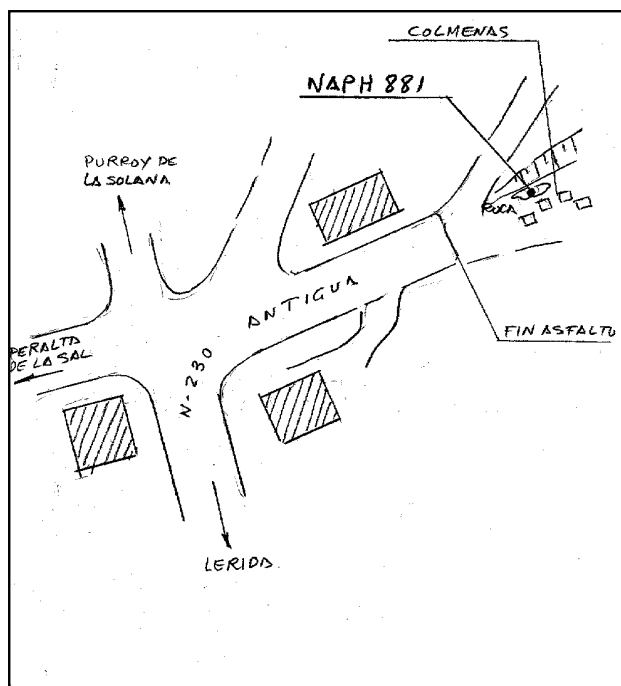 COLMENAS
NAPH 881
PURROY DE
LA SOLANA
ROCA
ANTIGUA
N-230
FIN ASFALTO
PERALTA
DE LA SAL
LERIDA